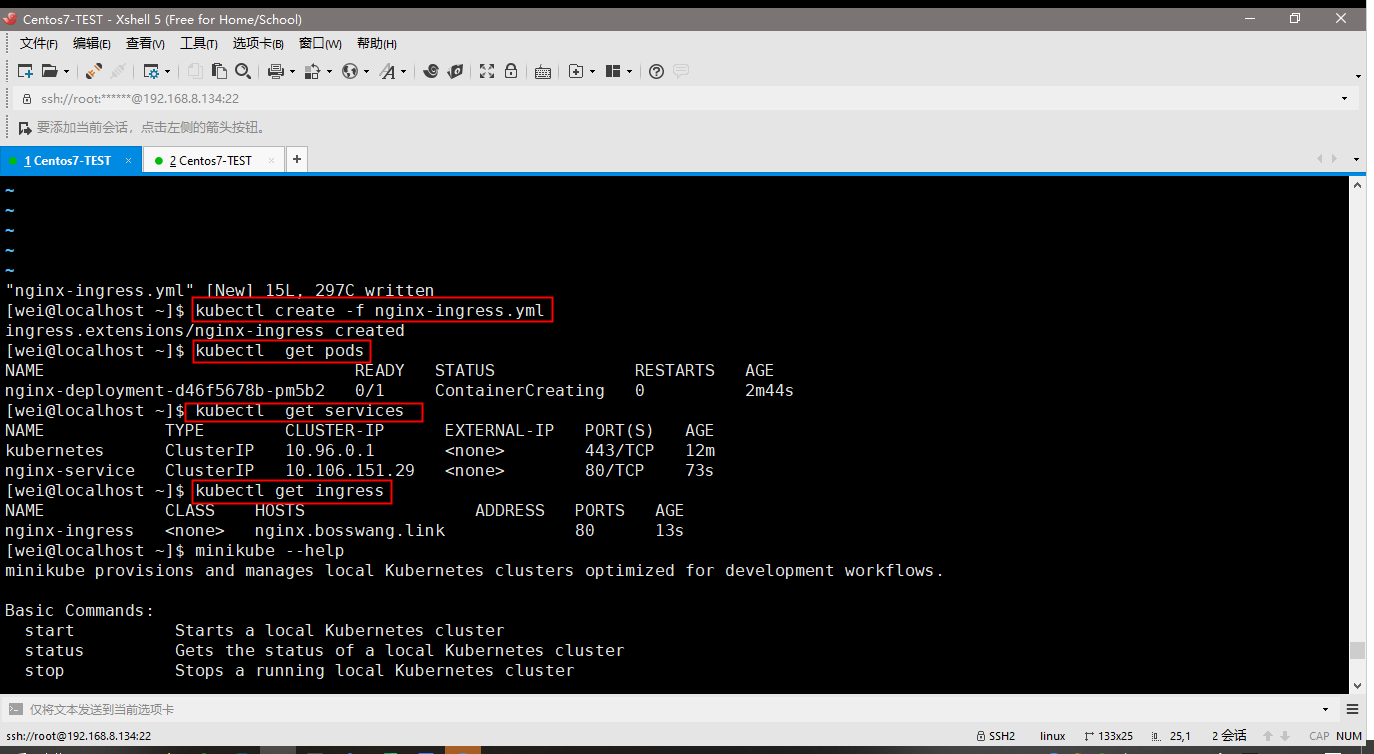 Centos7-TEST - Xshell 5 (Free for Home/School)
文件(F) 编辑(E) 查看(V) 工具(T) 选项卡(B) 窗口(W) 帮助(H)
ssh://root:******@192.168.8.134:22
要添加当前会话，点击左侧的箭头按钮。
1 Centos7-TEST × 2 Centos7-TEST × +
~
~
~
~
~
"nginx-ingress.yml" [New] 15L, 297C written
[wei@localhost ~]$ kubectl create -f nginx-ingress.yml
ingress.extensions/nginx-ingress created
[wei@localhost ~]$ kubectl  get pods
NAME READY STATUS RESTARTS AGE
nginx-deployment-d46f5678b-pm5b2 0/1 ContainerCreating 0 2m44s
[wei@localhost ~]$ kubectl  get services
NAME TYPE CLUSTER-IP EXTERNAL-IP PORT(S) AGE
kubernetes ClusterIP 10.96.0.1 <none> 443/TCP 12m
nginx-service ClusterIP 10.106.151.29 <none> 80/TCP 73s
[wei@localhost ~]$ kubectl get ingress
NAME CLASS HOSTS ADDRESS PORTS AGE
nginx-ingress <none> nginx.bosswang.link 80 13s
[wei@localhost ~]$ minikube --help
minikube provisions and manages local Kubernetes clusters optimized for development workflows.
Basic Commands:
start Starts a local Kubernetes cluster
status Gets the status of a local Kubernetes cluster
stop Stops a running local Kubernetes cluster
仅将文本发送到当前选项卡
ssh://root@192.168.8.134:22 SSH2 linux 133x25 25,1 2 会话 CAP NUM